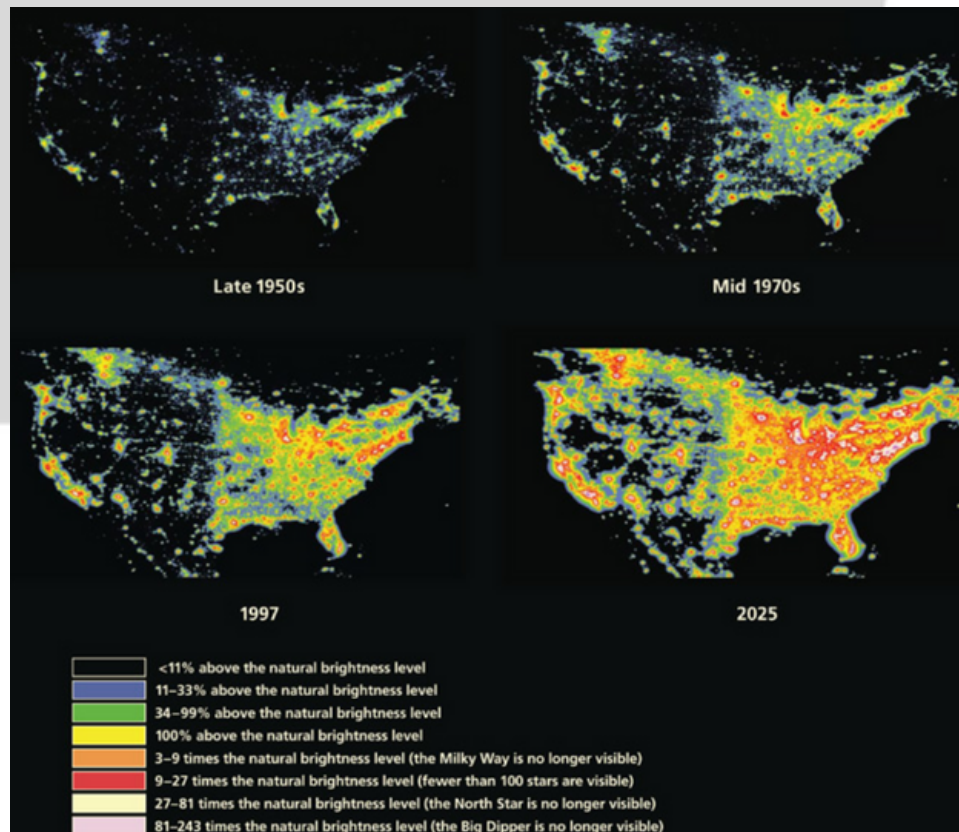 Late 1950s
Mid 1970s
1997
2025
<11% above the natural brightness level
11–33% above the natural brightness level
34–99% above the natural brightness level
100% above the natural brightness level
3–9 times the natural brightness level (the Milky Way is no longer visible)
9–27 times the natural brightness level (fewer than 100 stars are visible)
27–81 times the natural brightness level (the North Star is no longer visible)
81–243 times the natural brightness level (the Big Dipper is no longer visible)